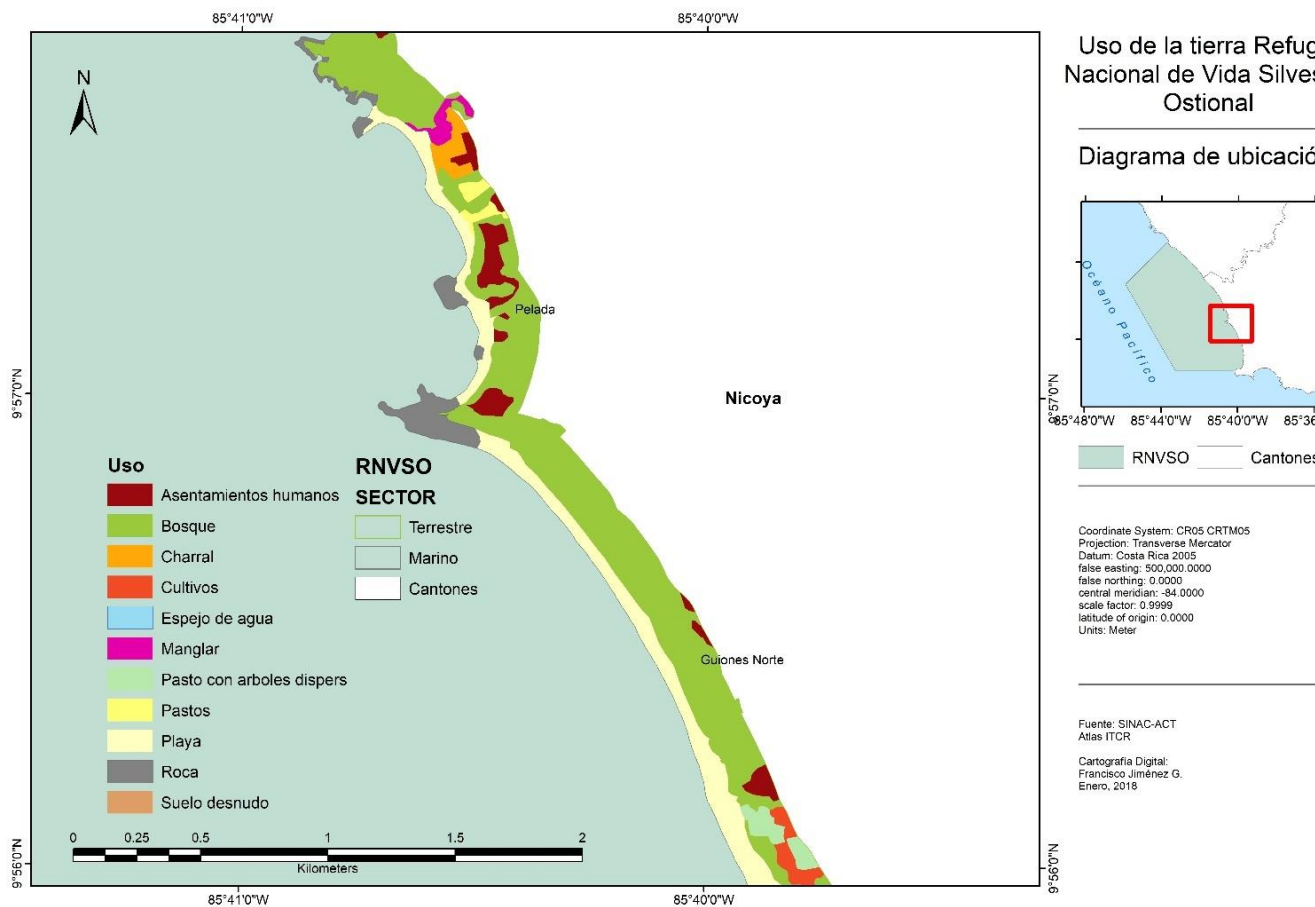 85°41'0"W
85°40'0"W
N
9°57'0"N
9°56'0"N
Pelada
Nicoya
Guiones Norte
Uso
Asentamientos humanos
Bosque
Charral
Cultivos
Espejo de agua
Manglar
Pasto con arboles dispers
Pastos
Playa
Roca
Suelo desnudo
RNVSO
SECTOR
Terrestre
Marino
Cantones
0 0.25 0.5 1 1.5 2
Kilometers
85°41'0"W
85°40'0"W
9°57'0"N
9°56'0"N
Uso de la tierra Refug
Nacional de Vida Silves
Ostional
Diagrama de ubicació
Océano Pacífico
85°48'0"W 85°44'0"W 85°40'0"W 85°36
RNVSO
Cantones
Coordinate System: CR05 CRTM05
Projection: Transverse Mercator
Datum: Costa Rica 2005
false easting: 500,000.0000
false northing: 0.0000
central meridian: -84.0000
scale factor: 0.9999
latitude of origin: 0.0000
Units: Meter
Fuente: SINAC-ACT
Atlas ITCR
Cartografía Digital:
Francisco Jiménez G.
Enero, 2018